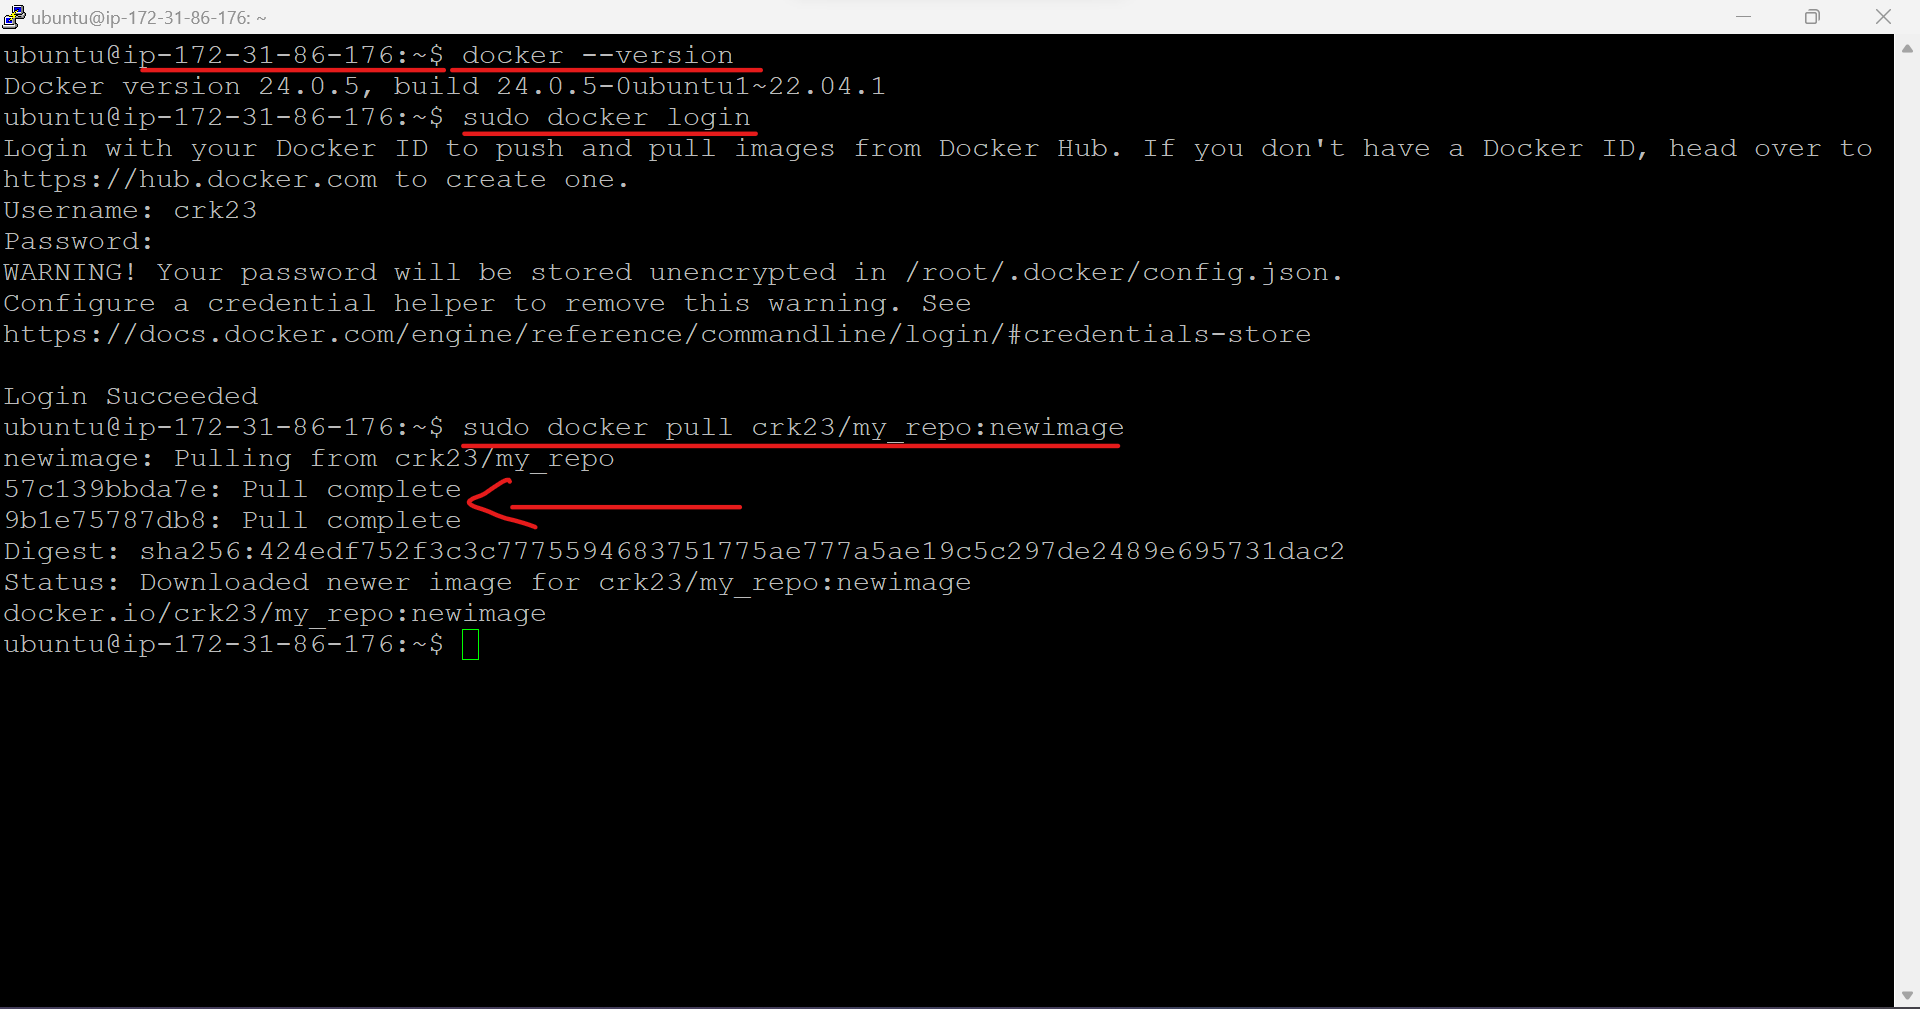 ubuntu@ip-172-31-86-176: ~
ubuntu@ip-172-31-86-176:~$ docker --version
Docker version 24.0.5, build 24.0.5-0ubuntu1~22.04.1
ubuntu@ip-172-31-86-176:~$ sudo docker login
Login with your Docker ID to push and pull images from Docker Hub. If you don't have a Docker ID, head over to
https://hub.docker.com to create one.
Username: crk23
Password:
WARNING! Your password will be stored unencrypted in /root/.docker/config.json.
Configure a credential helper to remove this warning. See
https://docs.docker.com/engine/reference/commandline/login/#credentials-store
Login Succeeded
ubuntu@ip-172-31-86-176:~$ sudo docker pull crk23/my_repo:newimage
newimage: Pulling from crk23/my_repo
57c139bbda7e: Pull complete
9b1e75787db8: Pull complete
Digest: sha256:424edf752f3c3c7775594683751775ae777a5ae19c5c297de2489e695731dac2
Status: Downloaded newer image for crk23/my_repo:newimage
docker.io/crk23/my_repo:newimage
ubuntu@ip-172-31-86-176:~$